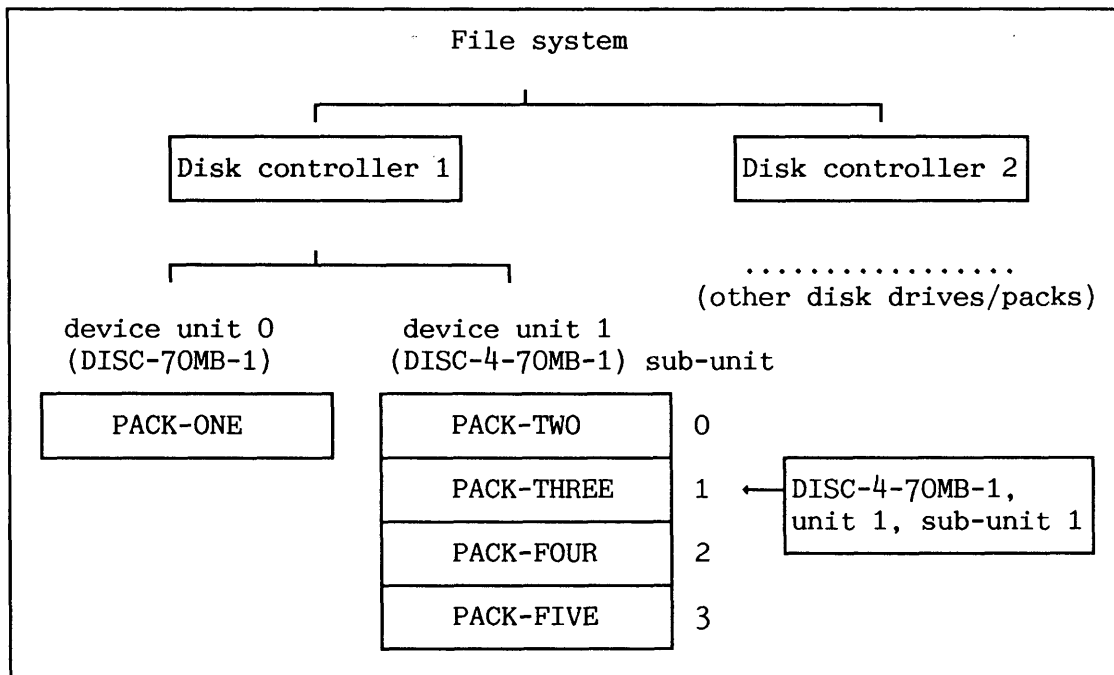 File system
Disk controller 1
Disk controller 2
. . . . . . . . . . . . . . . . .
(other disk drives/packs)
device unit 0
(DISC-70MB-1)
device unit 1
(DISC-4-70MB-1) sub-unit
PACK-ONE
PACK-TWO 0
PACK-THREE 1
DISC-4-70MB-1,
unit 1, sub-unit 1
PACK-FOUR 2
PACK-FIVE 3